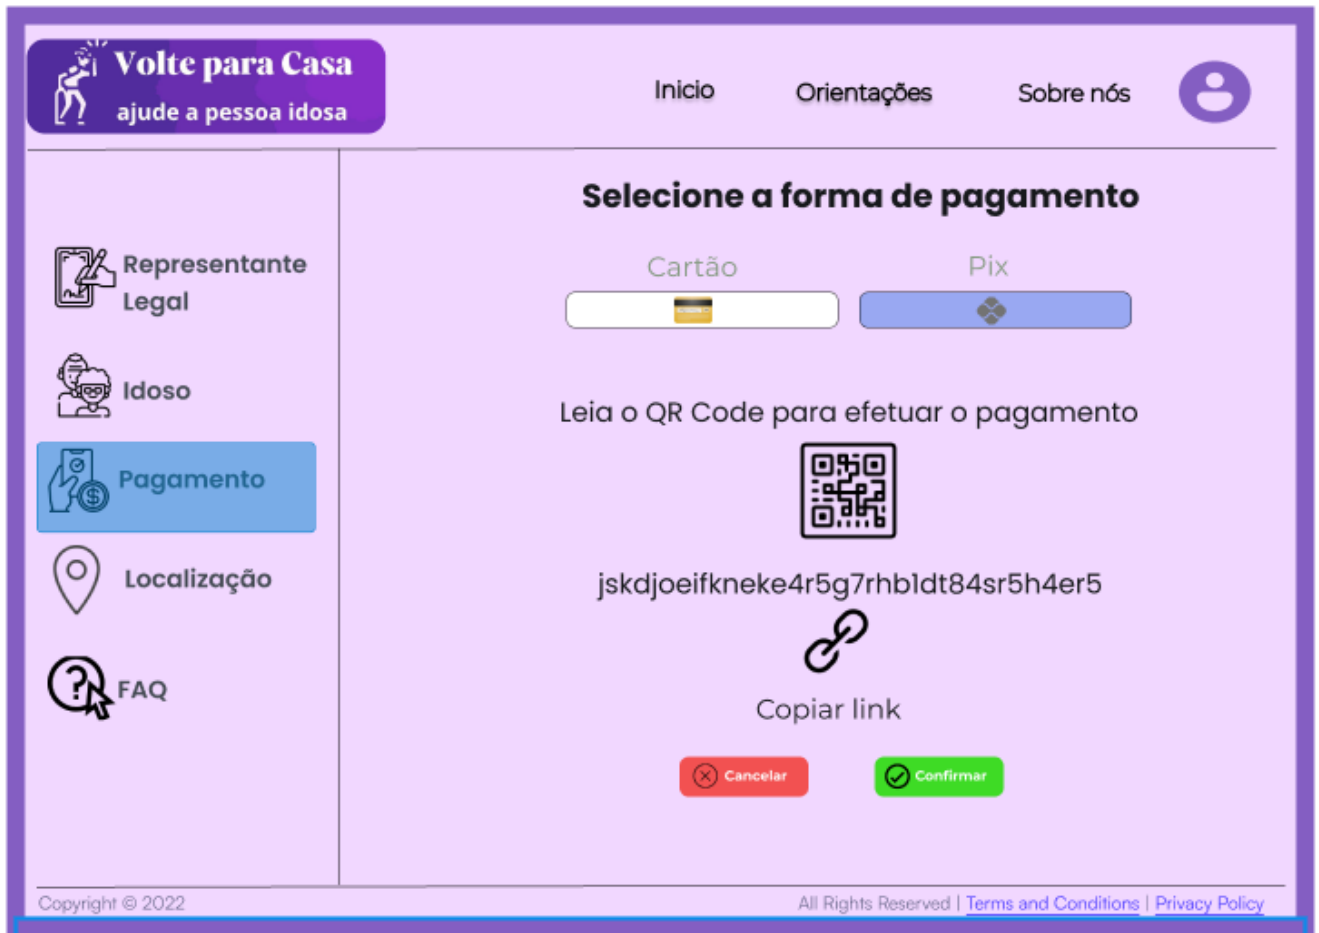 Volte para Casa
ajude a pessoa idosa
Inicio
Orientações
Sobre nós
Representante
Legal
Idoso
Pagamento
Localização
FAQ
Selecione a forma de pagamento
Cartão
Pix
Leia o QR Code para efetuar o pagamento
jskdjoeifkneke4r5g7rhb1dt84sr5h4er5
Copiar link
Cancelar
Confirmar
Copyright © 2022
All Rights Reserved | Terms and Conditions | Privacy Policy